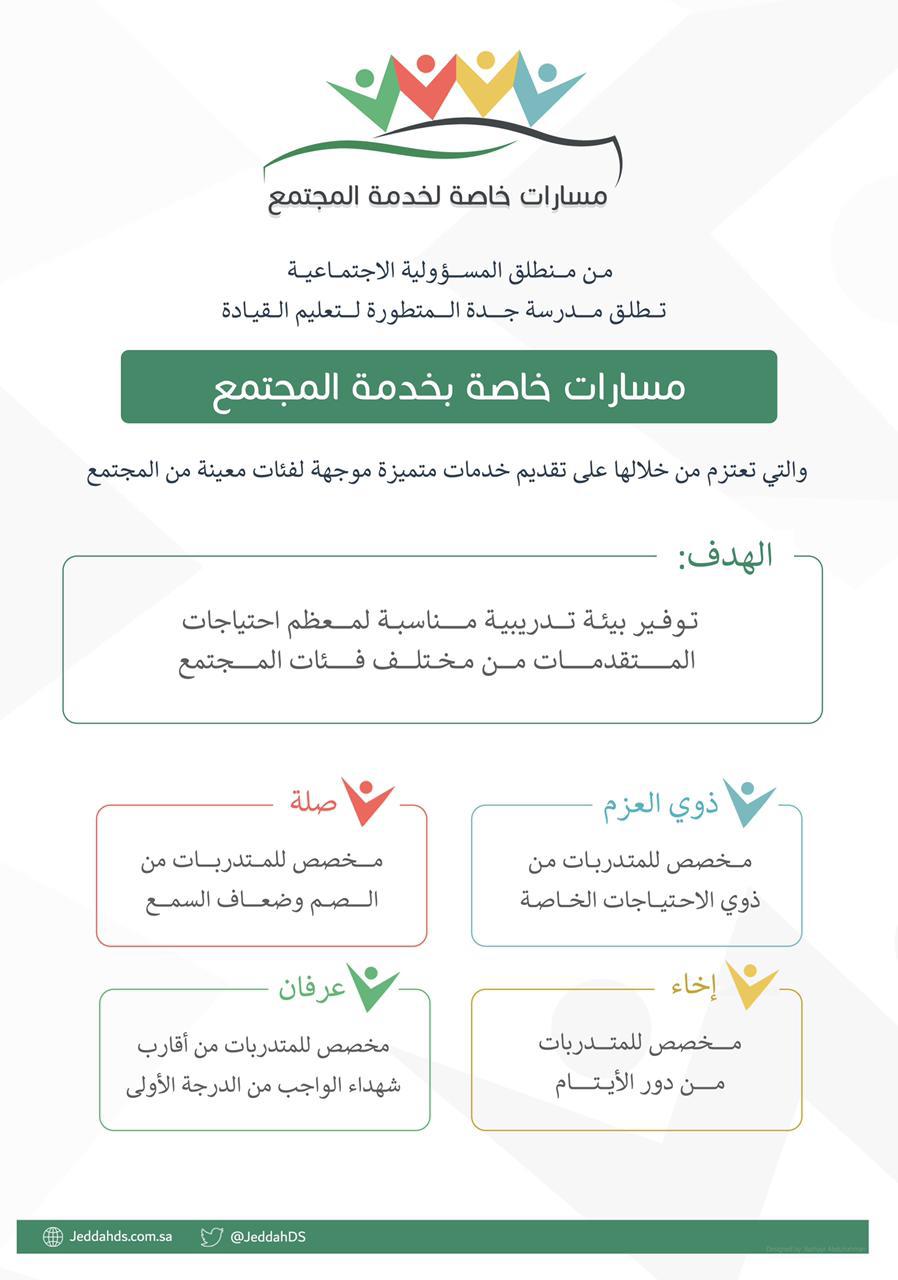 مسارات خاصة لخدمة المجتمع
من منطلق المسؤولية الاجتماعية
تطلق مدرسة جدة المتطورة لتعليم القيادة
مسارات خاصة بخدمة المجتمع
والتي تعتزم من خلالها على تقديم خدمات متميزة موجهة لفئات معينة من المجتمع
الهدف:
توفير بيئة تدريبية مناسبة لمعظم احتياجات
المتقدمات من مختلف فئات المجتمع
ذوي العزم
مخصص للمتدربات من
ذوي الاحتياجات الخاصة
صلة
مخصص للمتدربات من
الصم وضعاف السمع
إخاء
مخصص للمتدربات
من دور الأيتام
عرفان
مخصص للمتدربات من أقارب
شهداء الواجب من الدرجة الأولى
Jeddahds.com.sa @JeddahDS